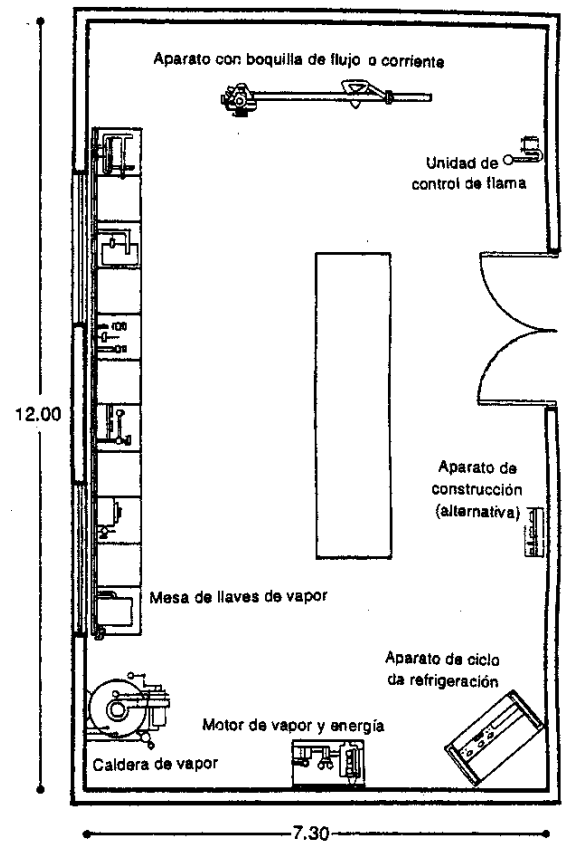 Aparato con boquilla de flujo o corriente
Unidad de
control de flama
12.00
Aparato de
construcción
(alternativa)
Mesa de llaves de vapor
Aparato de ciclo
da refrigeración
Motor de vapor y energía
Caldera de vapor
7.30